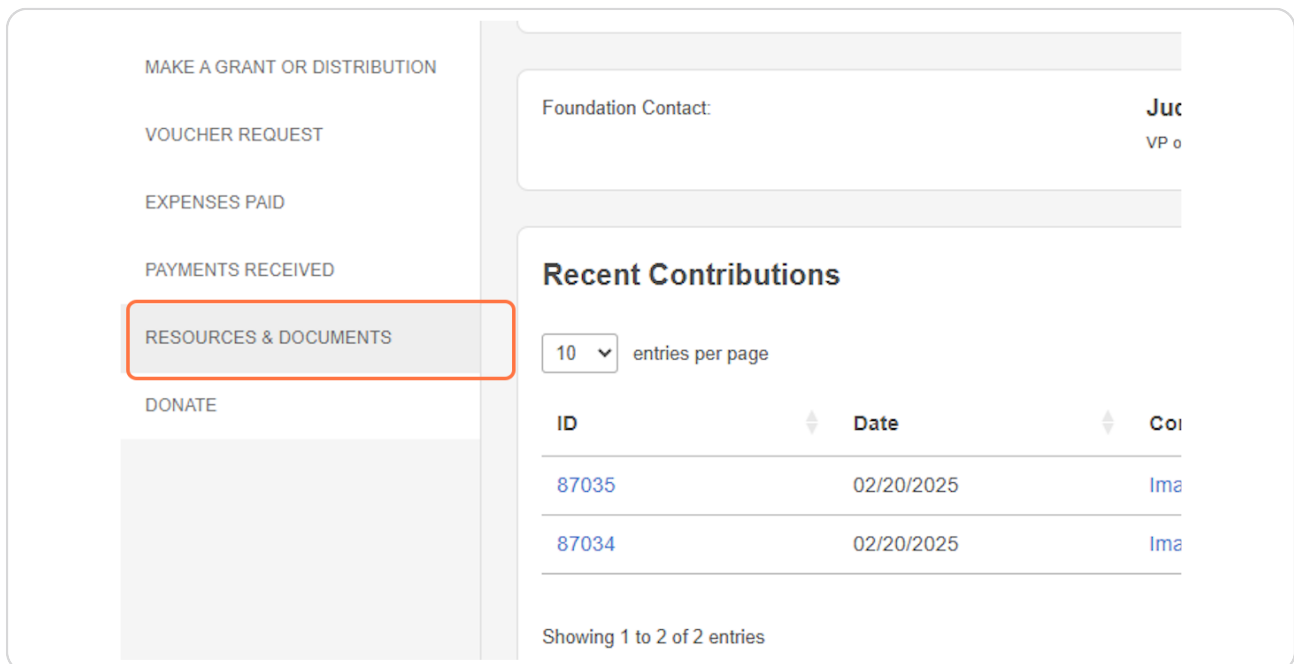 MAKE A GRANT OR DISTRIBUTION
VOUCHER REQUEST
EXPENSES PAID
PAYMENTS RECEIVED
RESOURCES & DOCUMENTS
DONATE
Foundation Contact:
VP
Recent Contributions
10 entries per page
ID Date
87035 02/20/2025
87034 02/20/2025
Showing 1 to 2 of 2 entries